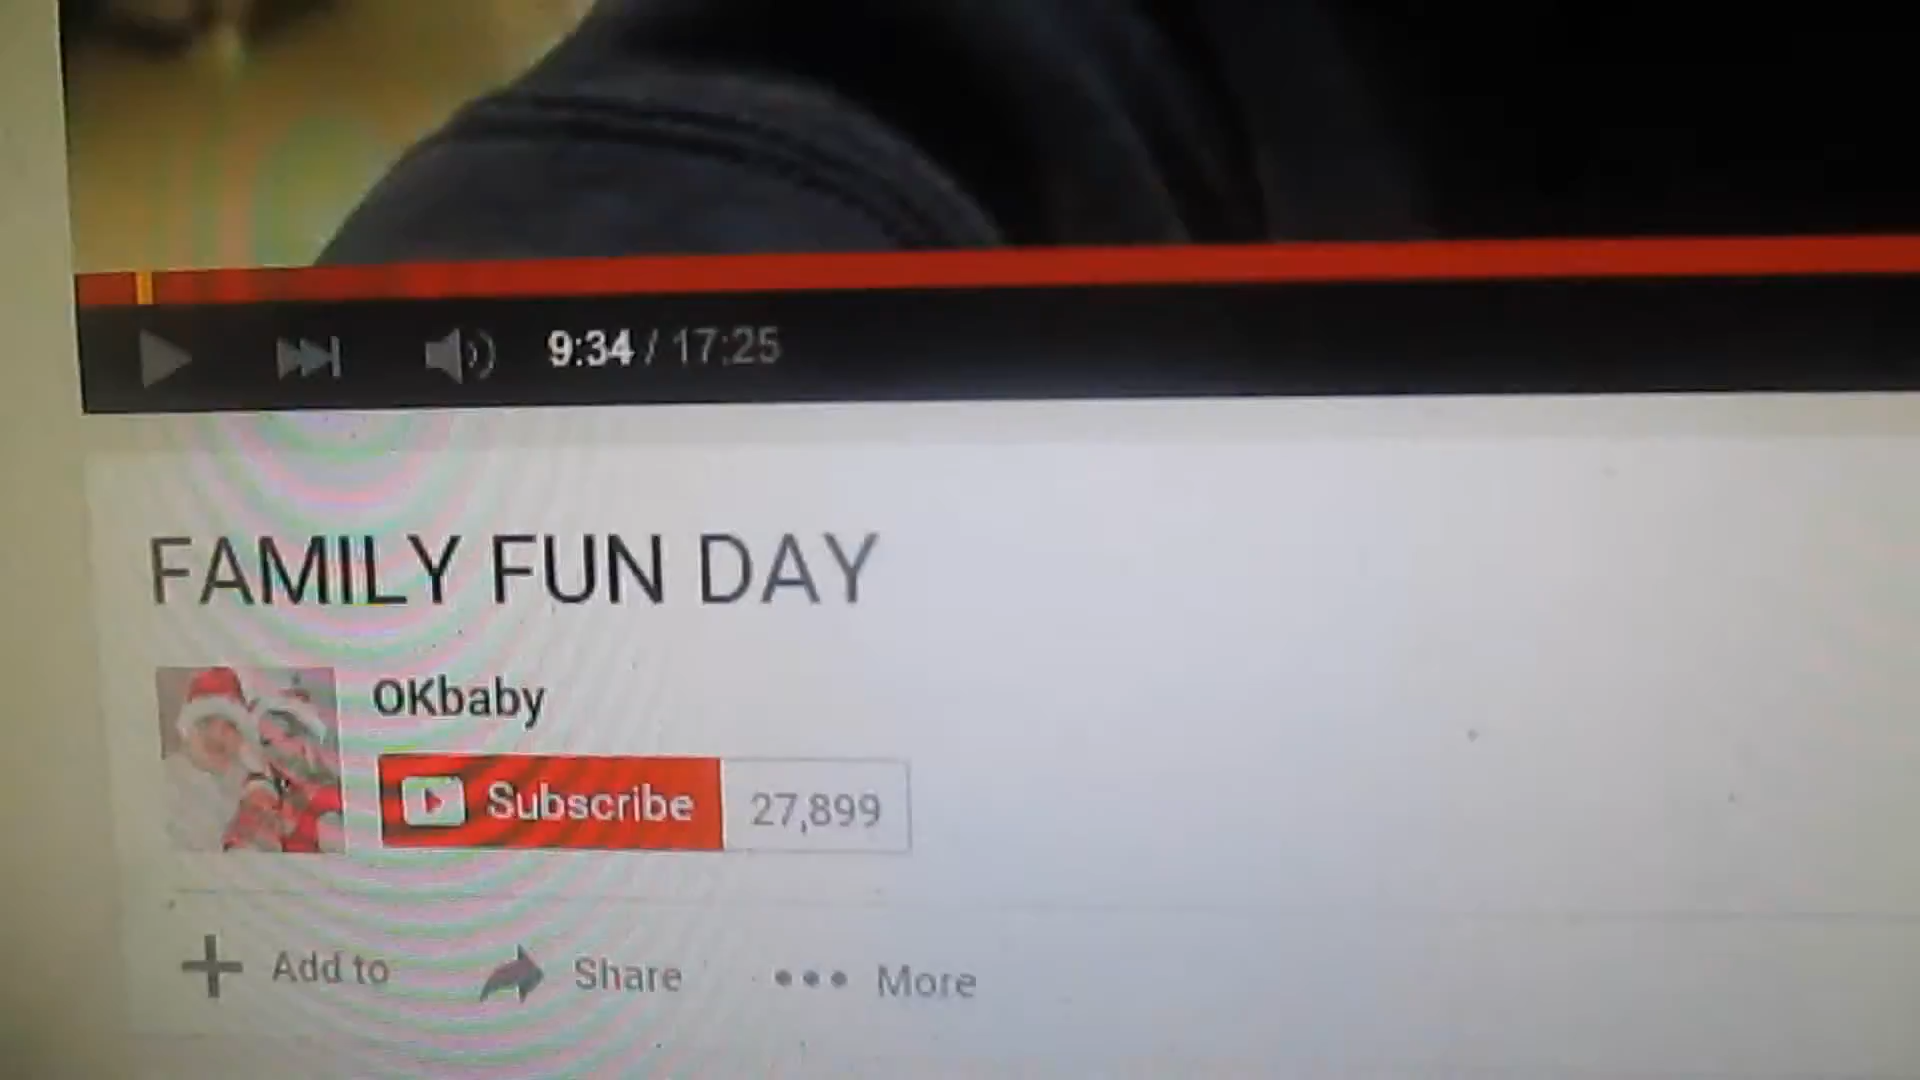 9:34 / 17:25
FAMILY FUN DAY
OKbaby
Subscribe 27,899
Add to Share More